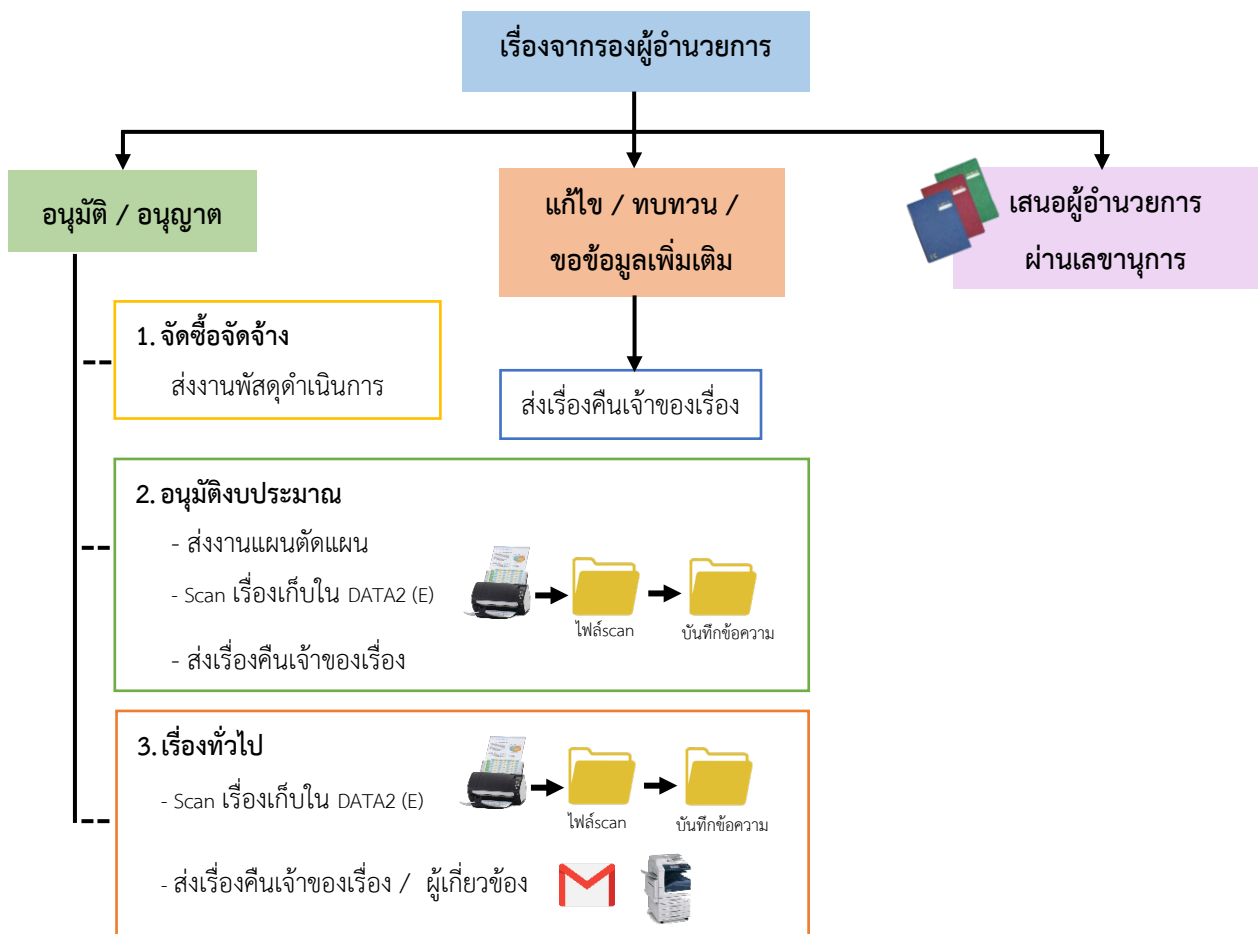 เรื่องจากรองผู้อำนวยการ
อนุมัติ / อนุญาต
แก้ไข / ทบทวน /
ขอข้อมูลเพิ่มเติม
เสนอผู้อำนวยการ
ผ่านเลขานุการ
1. จัดซื้อจัดจ้าง
ส่งงานพัสดุดำเนินการ
ส่งเรื่องคืนเจ้าของเรื่อง
2. อนุมัติงบประมาณ
- ส่งงานแผนตัดแผน
- Scan เรื่องเก็บใน DATA2 (E)
ไฟล์scan
บันทึกข้อความ
- ส่งเรื่องคืนเจ้าของเรื่อง
3. เรื่องทั่วไป
- Scan เรื่องเก็บใน DATA2 (E)
ไฟล์scan
บันทึกข้อความ
- ส่งเรื่องคืนเจ้าของเรื่อง / ผู้เกี่ยวข้อง